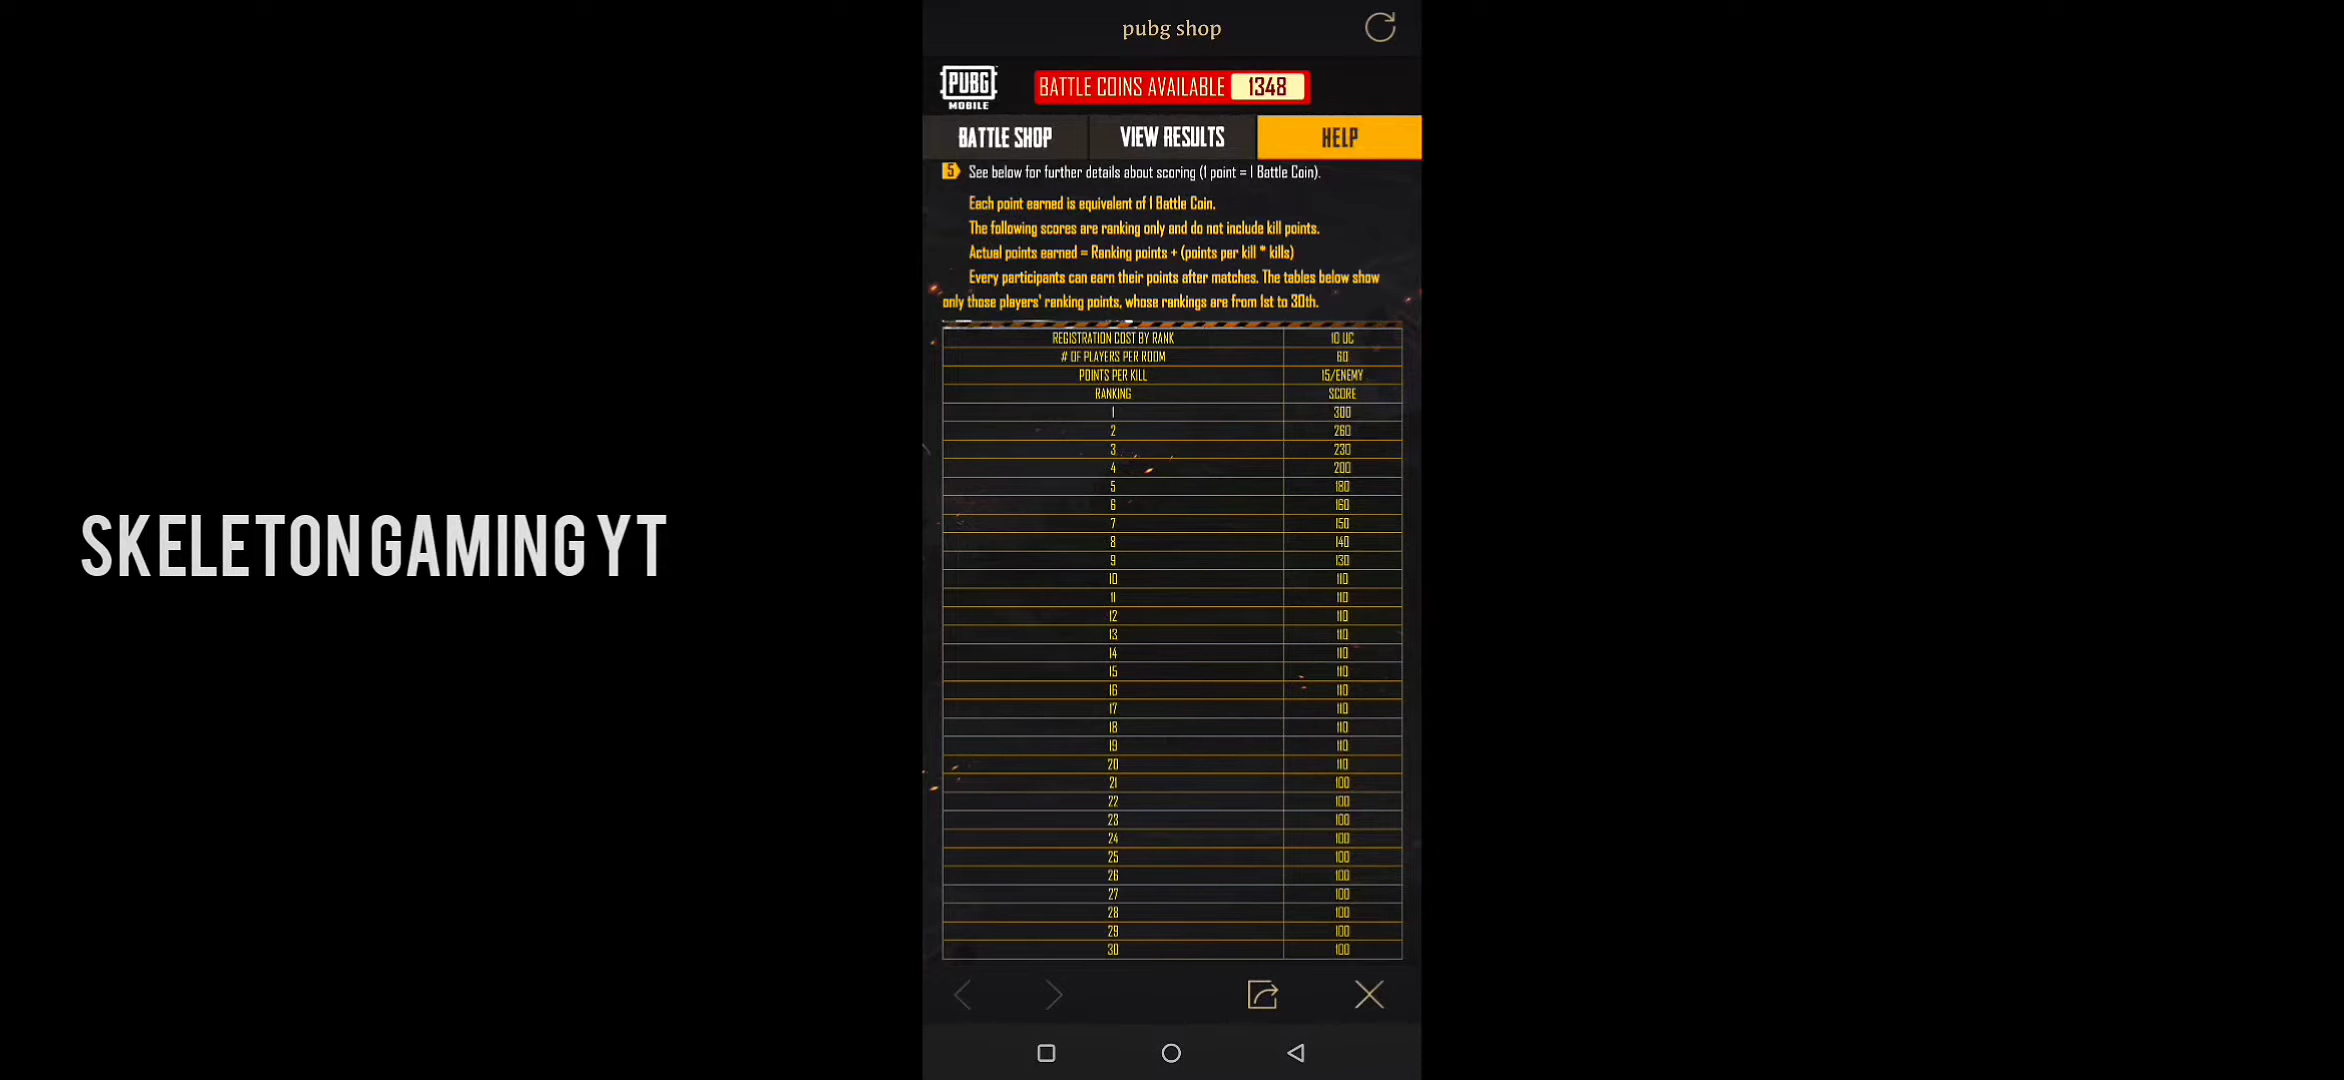 pubg shop
PUBG
MOBILE
BATTLE COINS AVAILABLE 1348
BATTLE SHOP VIEW RESULTS HELP
5 See below for further details about scoring (1 point = 1 Battle Coin).
Each point earned is equivalent of 1 Battle Coin.
The following scores are ranking only and do not include kill points.
Actual points earned = Ranking points + (points per kill * kills)
Every participants can earn their points after matches. The tables below show
only those players' ranking points, whose rankings are from 1st to 30th.
REGISTRATION COST BY RANK 10 UC
# OF PLAYERS PER ROOM 60
POINTS PER KILL 15/ENEMY
RANKING SCORE
1 300
2 260
3 230
4 200
5 180
6 160
7 150
8 140
9 130
10 110
11 110
12 110
13 110
14 110
15 110
16 110
17 110
18 110
19 110
20 110
21 100
22 100
23 100
24 100
25 100
26 100
27 100
28 100
29 100
30 100
SKELETON GAMING YT